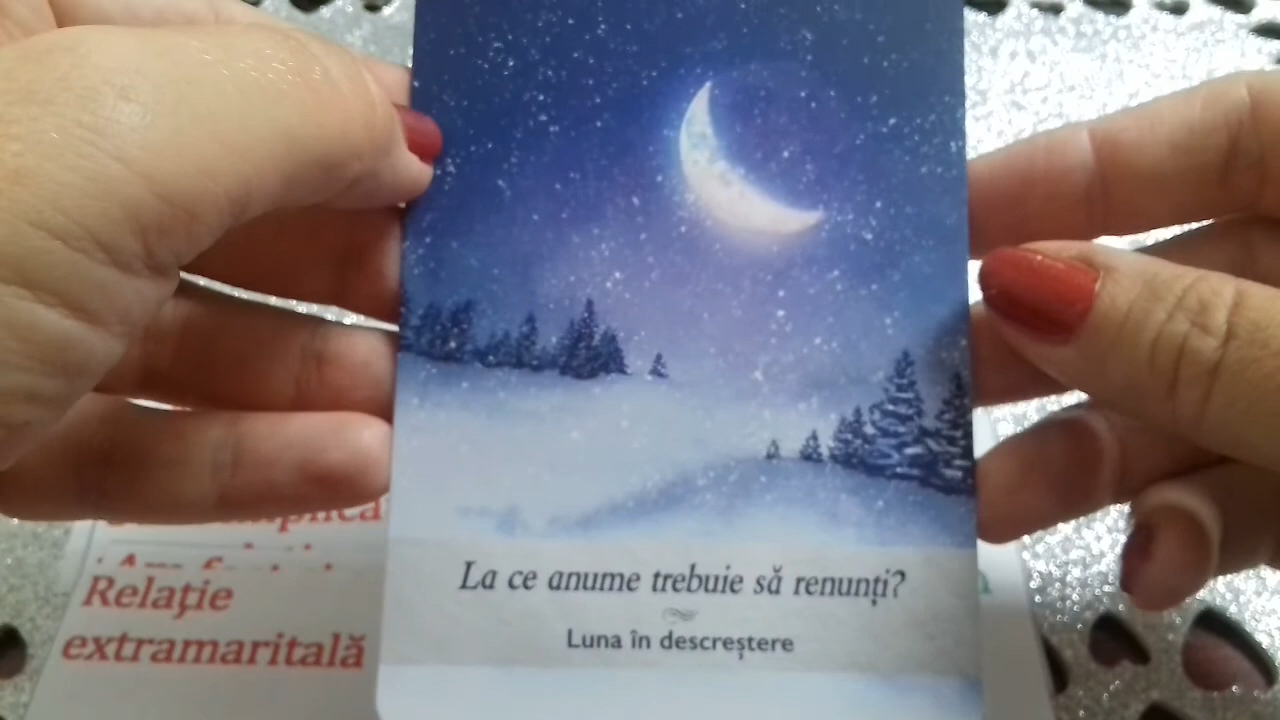 La ce anume trebuie să renunți?
Luna în descreștere
Relație
extramaritală